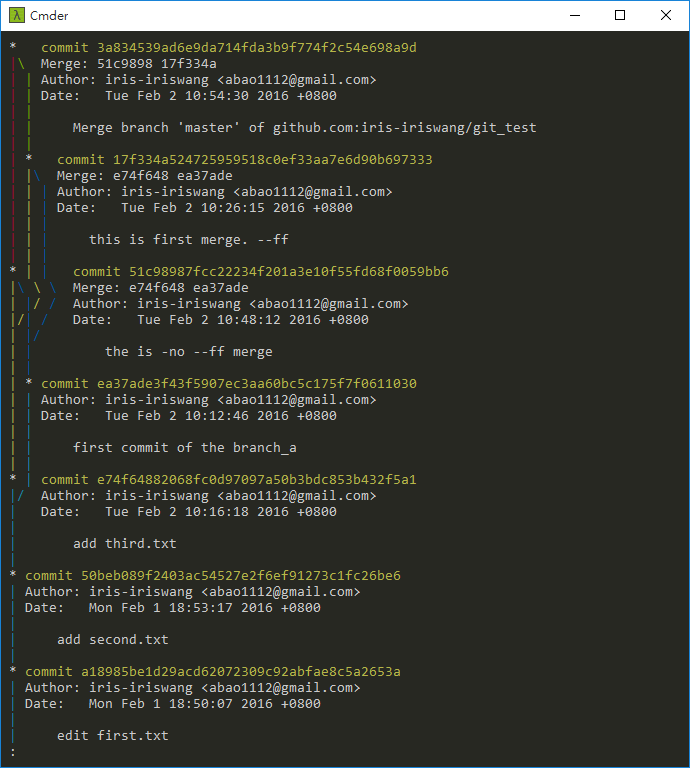 Cmder
* commit 3a834539ad6e9da714fda3b9f774f2c54e698a9d
|\ Merge: 51c9898 17f334a
| | Author: iris-iriswang <abao1112@gmail.com>
| | Date: Tue Feb 2 10:54:30 2016 +0800
| |
| | Merge branch 'master' of github.com:iris-iriswang/git_test
| |
| * commit 17f334a524725959518c0ef33aa7e6d90b697333
| |\ Merge: e74f648 ea37ade
| | | Author: iris-iriswang <abao1112@gmail.com>
| | | Date: Tue Feb 2 10:26:15 2016 +0800
| | |
| | | this is first merge. --ff
| | |
* | | commit 51c98987fcc22234f201a3e10f55fd68f0059bb6
|\ \ \ Merge: e74f648 ea37ade
| |/ / Author: iris-iriswang <abao1112@gmail.com>
|/| / Date: Tue Feb 2 10:48:12 2016 +0800
| |/
| | the is -no --ff merge
| |
| * commit ea37ade3f43f5907ec3aa60bc5c175f7f0611030
| | Author: iris-iriswang <abao1112@gmail.com>
| | Date: Tue Feb 2 10:12:46 2016 +0800
| |
| | first commit of the branch_a
| |
* | commit e74f64882068fc0d97097a50b3bdc853b432f5a1
|/ Author: iris-iriswang <abao1112@gmail.com>
| Date: Tue Feb 2 10:16:18 2016 +0800
|
| add third.txt
|
* commit 50beb089f2403ac54527e2f6ef91273c1fc26be6
| Author: iris-iriswang <abao1112@gmail.com>
| Date: Mon Feb 1 18:53:17 2016 +0800
|
| add second.txt
|
* commit a18985be1d29acd62072309c92abfae8c5a2653a
| Author: iris-iriswang <abao1112@gmail.com>
| Date: Mon Feb 1 18:50:07 2016 +0800
|
| edit first.txt
: